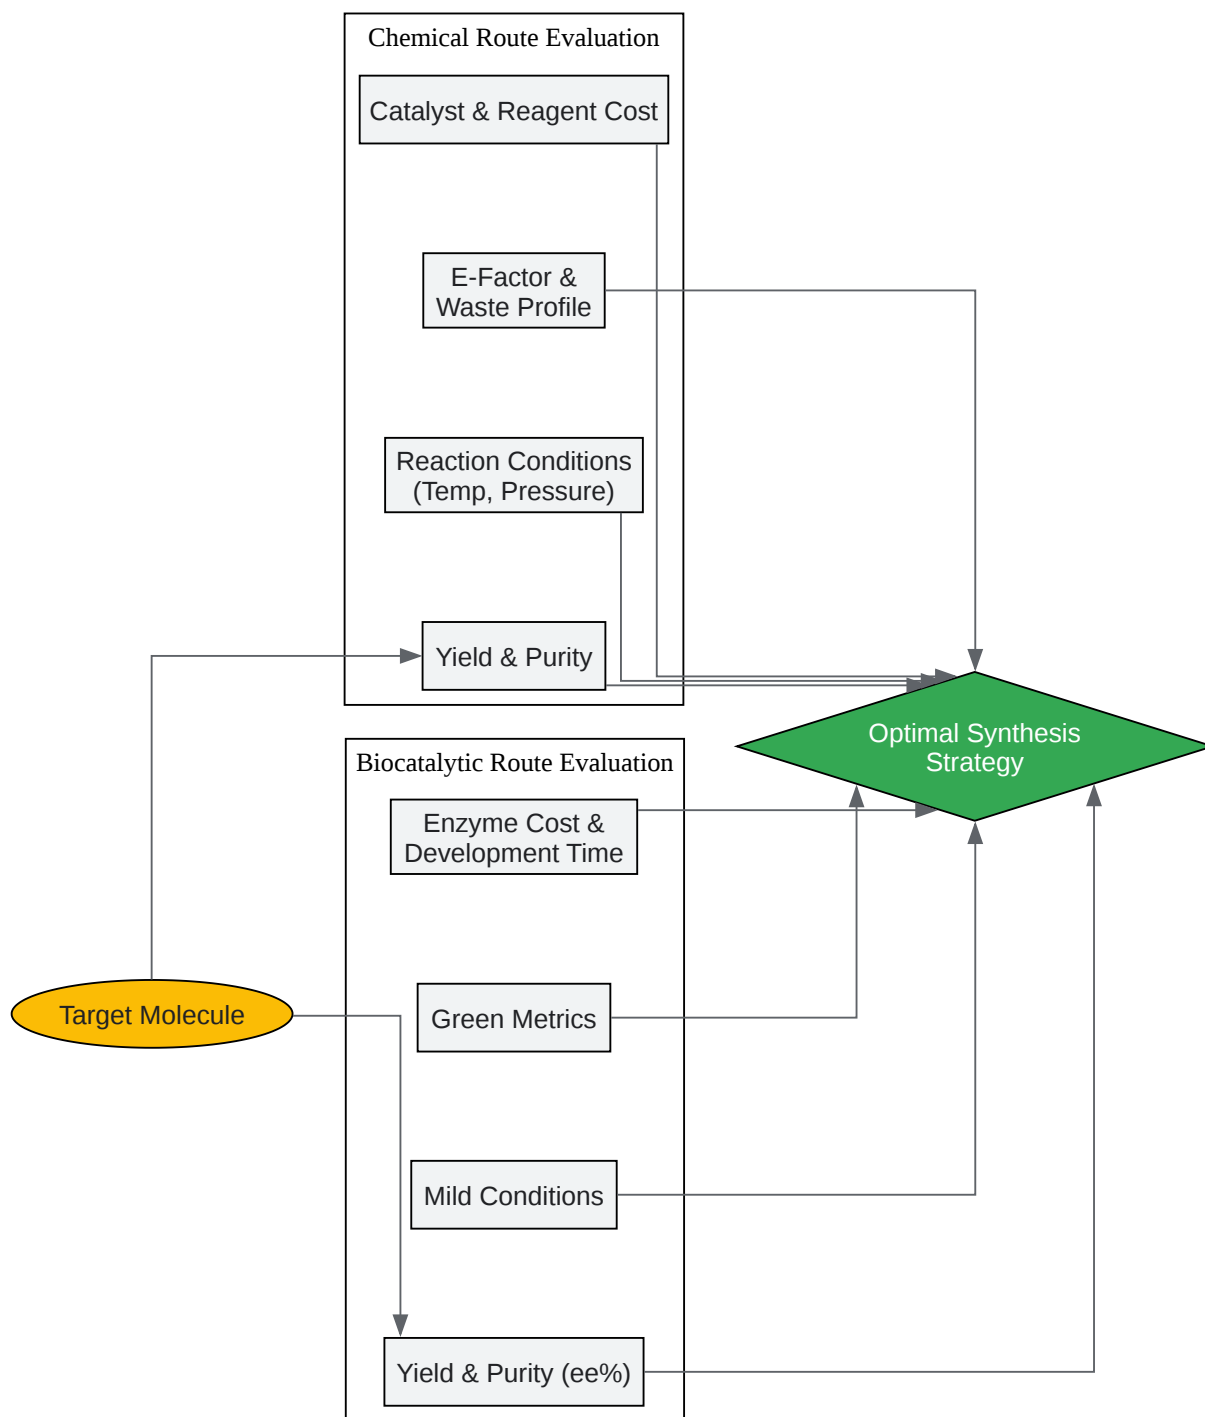 Chemical Route Evaluation
Catalyst & Reagent Cost
E-Factor &
Waste Profile
Reaction Conditions
(Temp, Pressure)
Yield & Purity
Optimal Synthesis
Strategy
Biocatalytic Route Evaluation
Enzyme Cost &
Development Time
Target Molecule
Green Metrics
Mild Conditions
Yield & Purity (ee%)